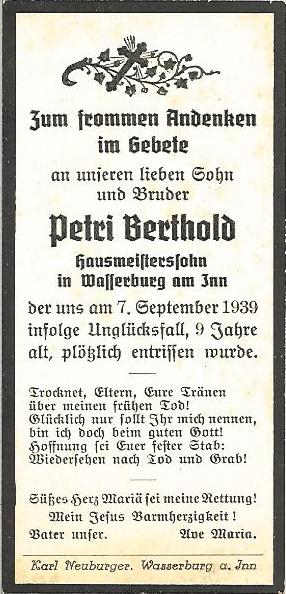 Zum frommen Andenken
im Gebete
an unseren lieben Sohn
und Bruder
Petri Berthold
Hausmeisterssohn
in Wasserburg am Inn
der uns am 7. September 1939
infolge Unglücksfall, 9 Jahre
alt, plötzlich entrissen wurde.
Trocknet, Eltern, Eure Tränen
über meinen frühen Tod!
Glücklich nur sollt Ihr mich nennen,
bin ich doch beim guten Gott!
Hoffnung sei Euer fester Stab:
Wiedersehen nach Tod und Grab!
Süßes Herz Mariä sei meine Rettung!
Mein Jesus Barmherzigkeit!
Vater unser. Ave Maria.
Karl Neuburger, Wasserburg a. Inn